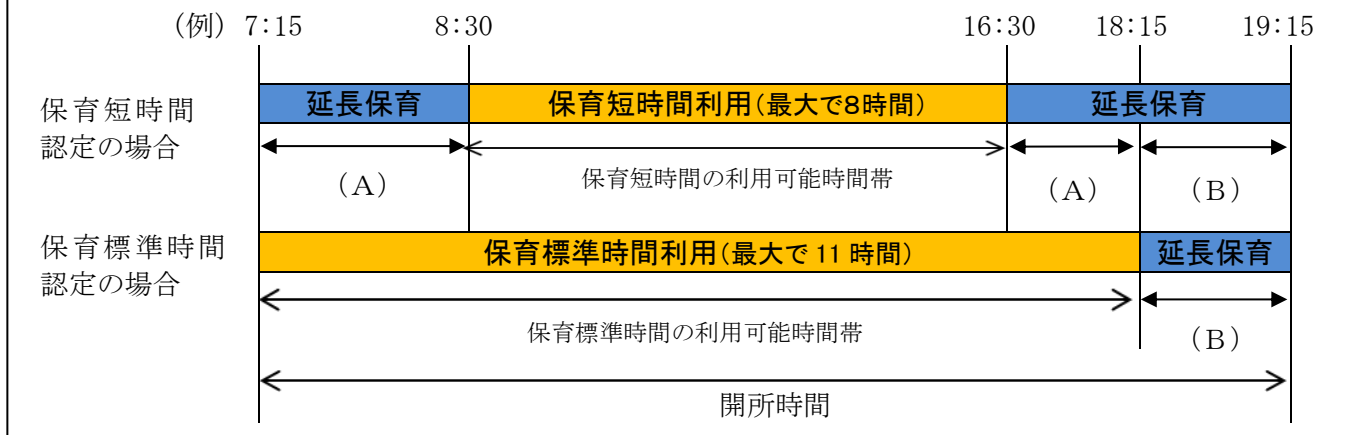 (例) 7:15 8:30 16:30 18:15 19:15
保育短時間
認定の場合
延長保育 保育短時間利用(最大で8時間) 延長保育
保育短時間の利用可能時間帯
(A) (A) (B)
保育標準時間
認定の場合
保育標準時間利用(最大で 11 時間) 延長保育
保育標準時間の利用可能時間帯
(B)
開所時間